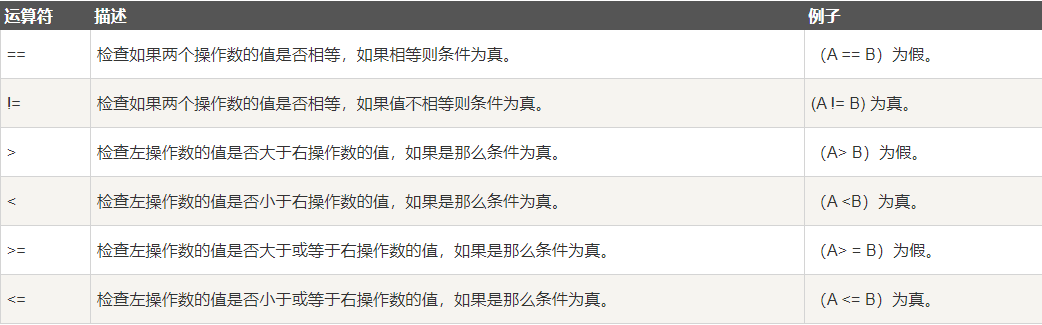 运算符 描述 例子
== 检查如果两个操作数的值是否相等，如果相等则条件为真。 （A == B）为假。
!= 检查如果两个操作数的值是否相等，如果值不相等则条件为真。 (A != B) 为真。
> 检查左操作数的值是否大于右操作数的值，如果是那么条件为真。 （A> B）为假。
< 检查左操作数的值是否小于右操作数的值，如果是那么条件为真。 （A <B）为真。
>= 检查左操作数的值是否大于或等于右操作数的值，如果是那么条件为真。 （A> = B）为假。
<= 检查左操作数的值是否小于或等于右操作数的值，如果是那么条件为真。 （A <= B）为真。